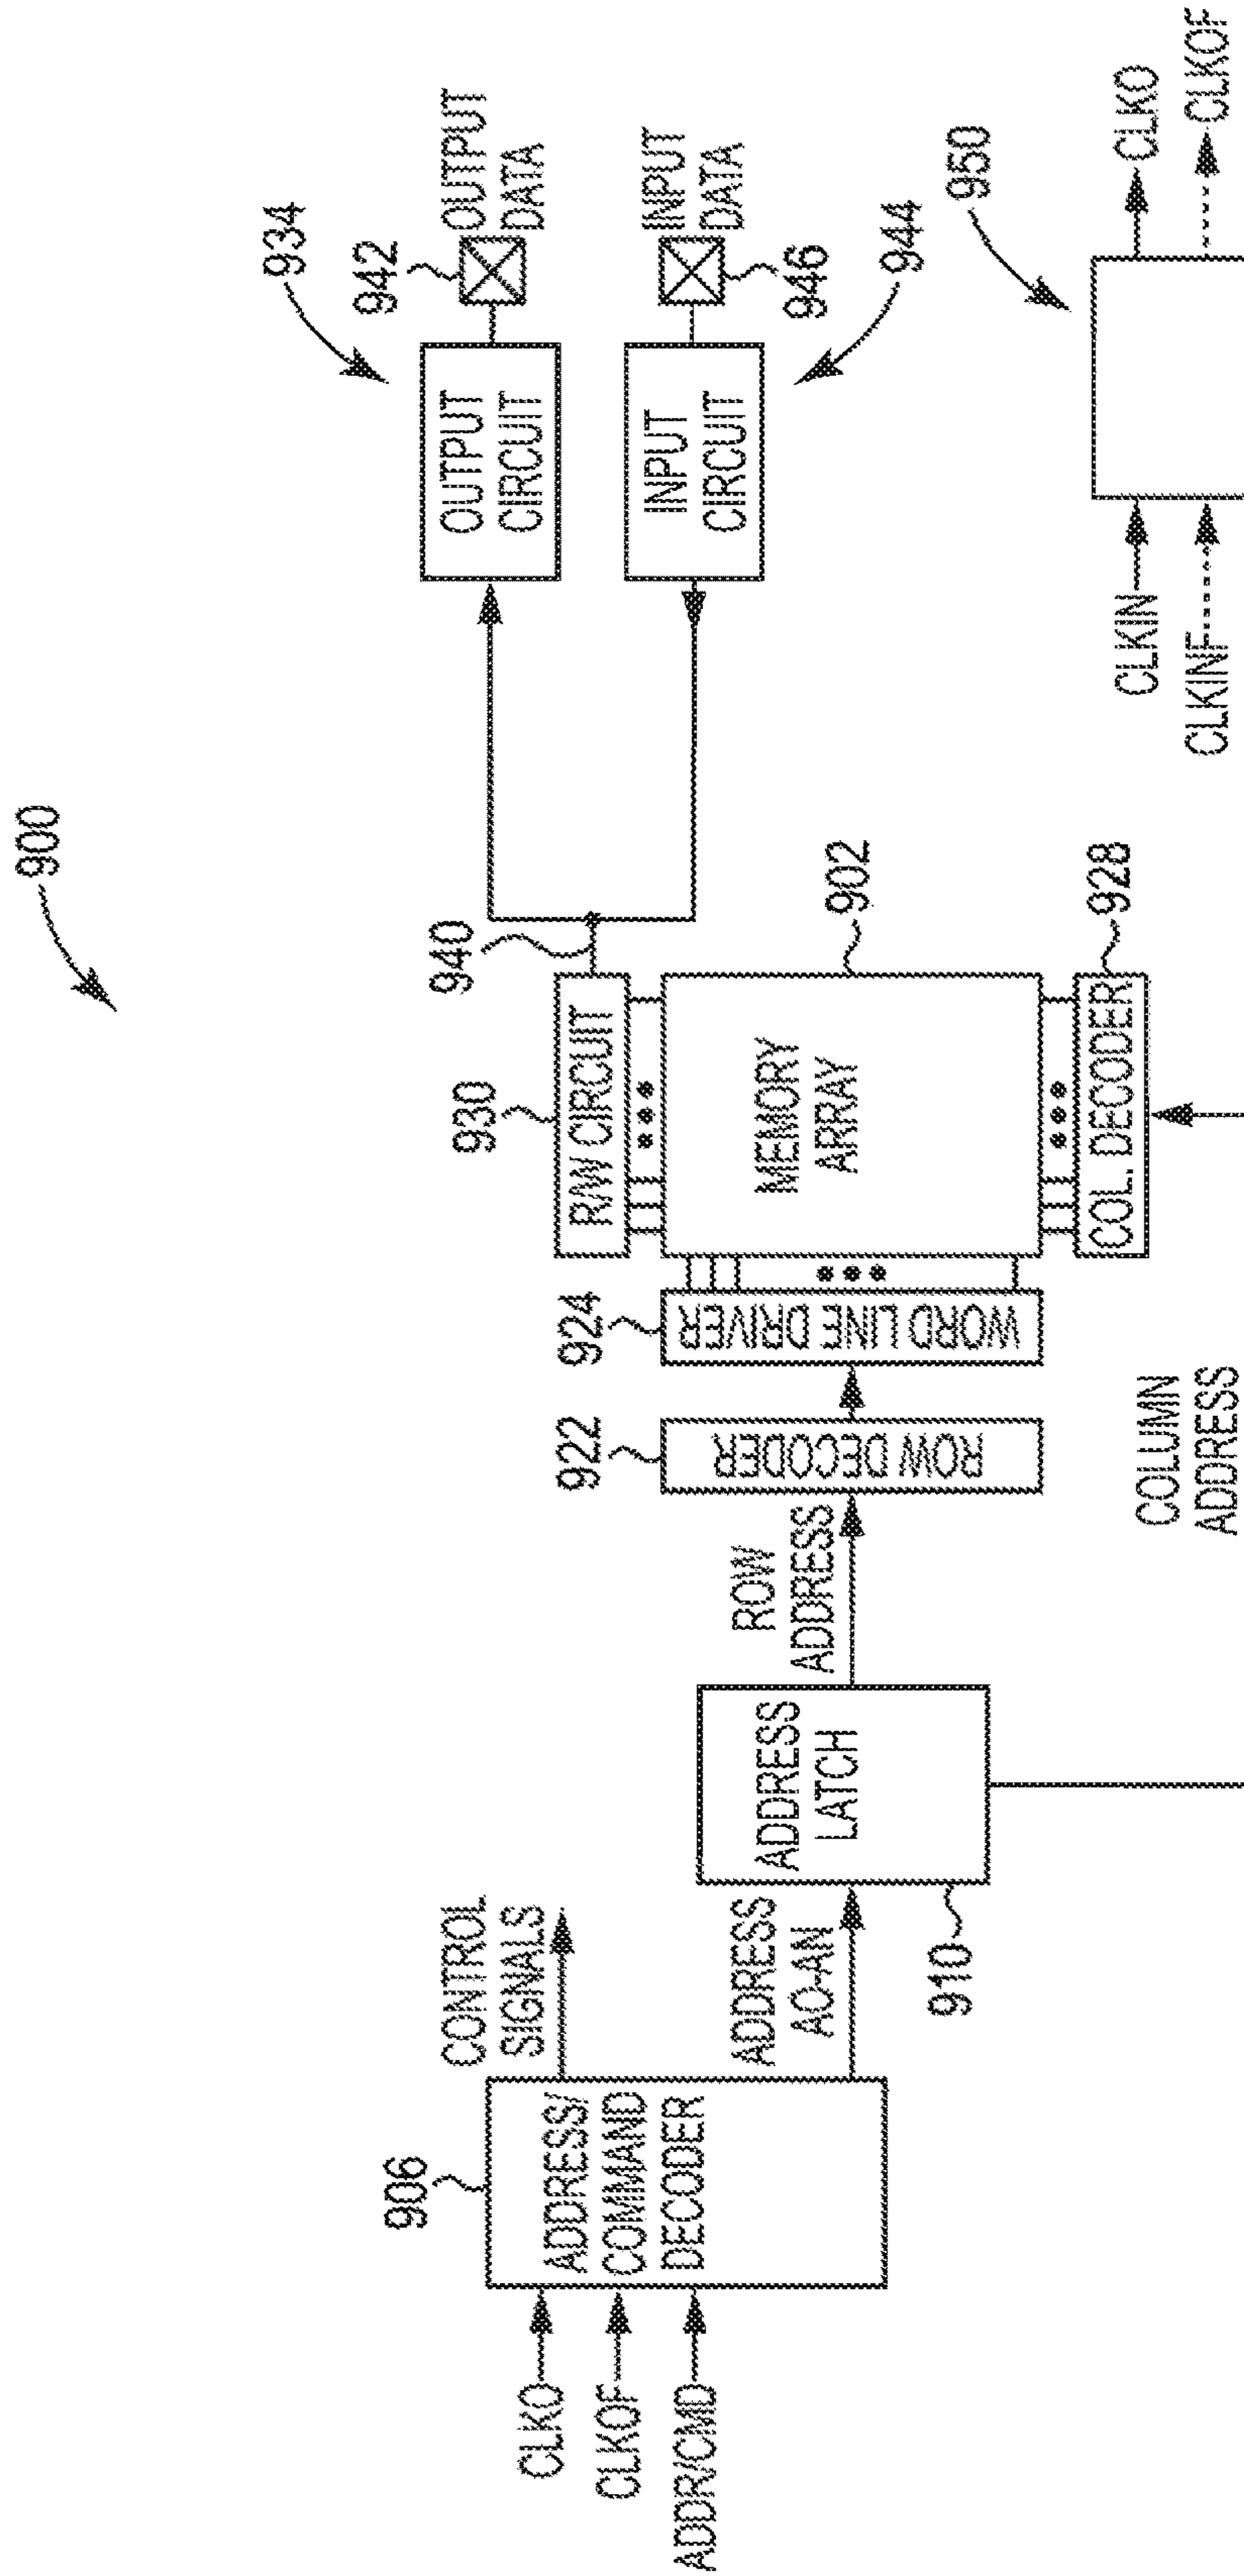 900
934
942
OUTPUT
DATA
OUTPUT
CIRCUIT
INPUT
DATA
946
INPUT
CIRCUIT
944
950
CLKO
CLKOF
CLKIN
CLKINF
940
930
R/W CIRCUIT
902
MEMORY
ARRAY
928
COL. DECODER
924
WORD LINE DRIVER
922
ROW DECODER
COLUMN
ADDRESS
ROW
ADDRESS
ADDRESS
LATCH
910
CONTROL
SIGNALS
ADDRESS
AO-AN
906
ADDRESS/
COMMAND
DECODER
CLKO
CLKOF
ADDR/CMD